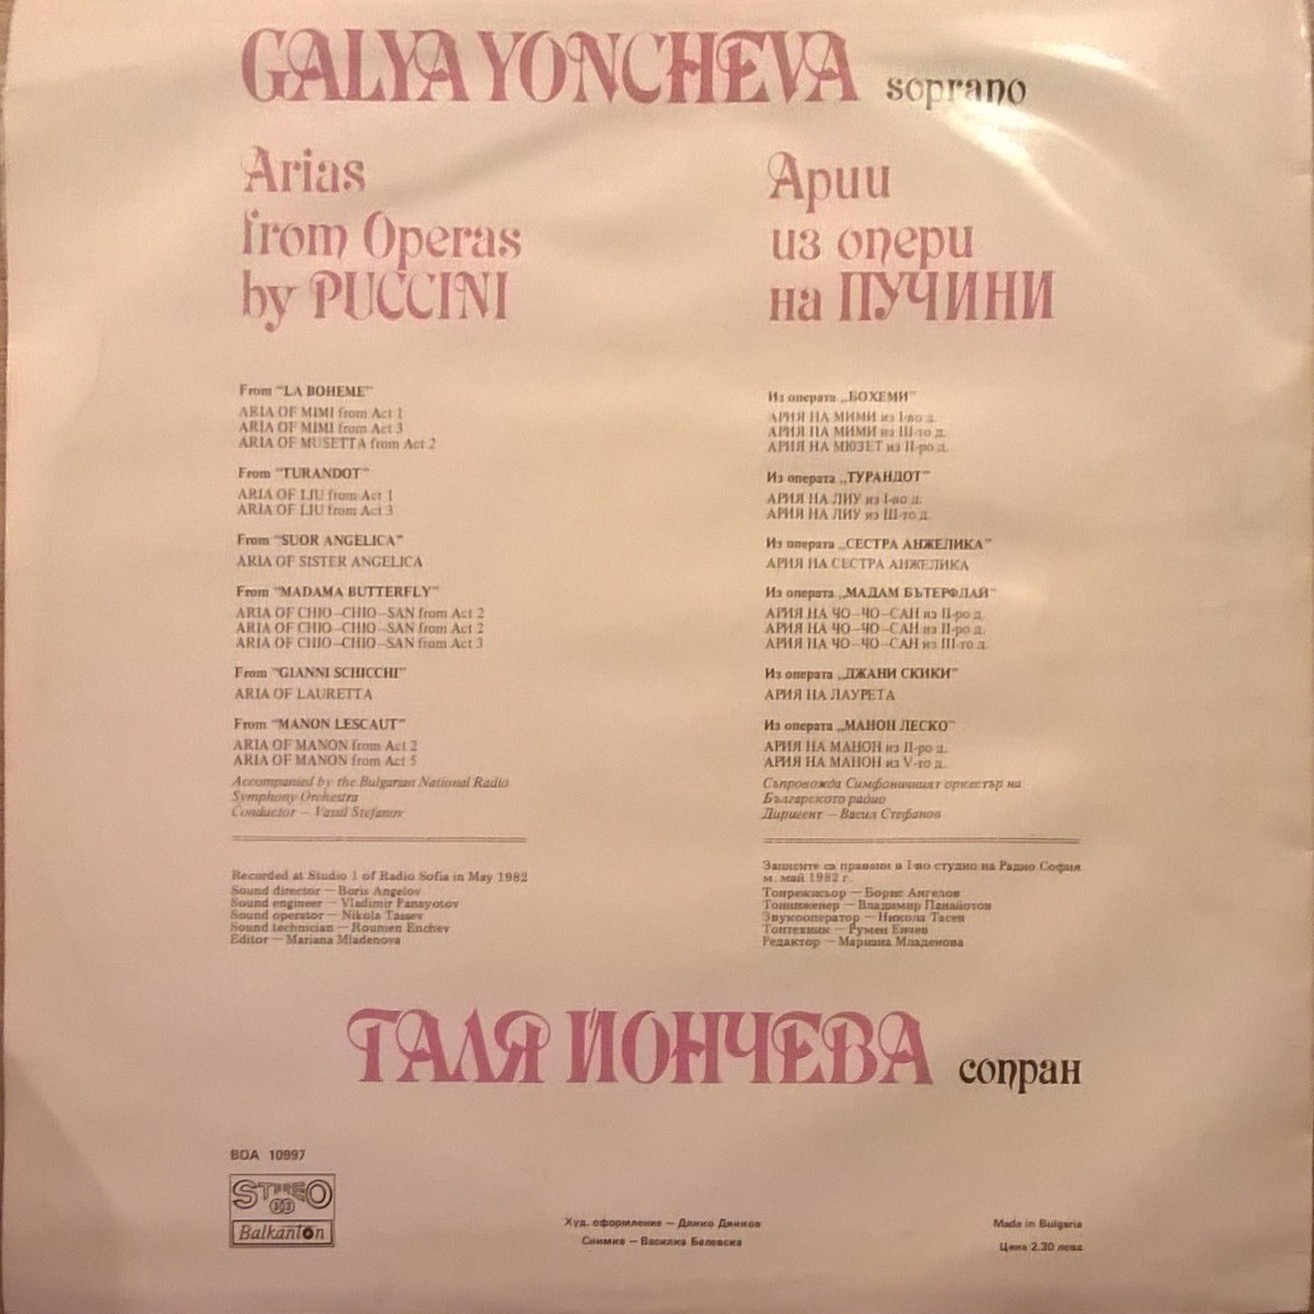 GALYA YONCHEVA soprano
Arias
from Operas
by PUCCINI
From "LA BOHEME"
ARIA OF MIMI from Act 1
ARIA OF MIMI from Act 3
ARIA OF MUSETTA from Act 2
From "TURANDOT"
ARIA OF LIU from Act 1
ARIA OF LIU from Act 3
From "SUOR ANGELICA"
ARIA OF SISTER ANGELICA
From "MADAMA BUTTERFLY"
ARIA OF CHIO–CHIO–SAN from Act 2
ARIA OF CHIO–CHIO–SAN from Act 2
ARIA OF CHIO–CHIO–SAN from Act 3
From "GIANNI SCHICCHI"
ARIA OF LAURETTA
From "MANON LESCAUT"
ARIA OF MANON from Act 2
ARIA OF MANON from Act 5
Accompanied by the Bulgarian National Radio
Symphony Orchestra
Conductor – Vassil Stefanov
Recorded at Studio 1 of Radio Sofia in May 1982
Sound director – Boris Angelov
Sound engineer – Vladimir Panayotov
Sound operator – Nikola Tassev
Sound technician – Roumen Enchev
Editor – Mariana Mladenova
Арии
из опери
на ПУЧИНИ
Из операта „БОХЕМИ"
АРИЯ НА МИМИ из I-во д.
АРИЯ НА МИМИ из III-то д.
АРИЯ НА МЮЗЕТ из II-ро д.
Из операта „ТУРАНДОТ"
АРИЯ НА ЛИУ из I-во д.
АРИЯ НА ЛИУ из III-то д.
Из операта „СЕСТРА АНЖЕЛИКА"
АРИЯ НА СЕСТРА АНЖЕЛИКА
Из операта „МАДАМ БЪТЕРФЛАЙ"
АРИЯ НА ЧО–ЧО–САН из II-ро д.
АРИЯ НА ЧО–ЧО–САН из II-ро д.
АРИЯ НА ЧО–ЧО–САН из III-то д.
Из операта „ДЖАНИ СКИКИ"
АРИЯ НА ЛАУРЕТА
Из операта „МАНОН ЛЕСКО"
АРИЯ НА МАНОН из II-ро д.
АРИЯ НА МАНОН из V-то д.
Съпровожда Симфоничният оркестър на
Българското радио
Диригент – Васил Стефанов
Записите са правени в I-во студио на Радио София
м. май 1982 г.
Тонрежисьор – Борис Ангелов
Тонинженер – Владимир Панайотов
Звукооператор – Никола Тасев
Тонтехник – Румен Енчев
Редактор – Мариана Младенова
ГАЛЯ ЙОНЧЕВА сопран
ВОА 10997
STEREO
Balkanton
Худ. оформление – Динко Динков
Снимка – Василка Балевска
Made in Bulgaria
Цена 2,30 лева